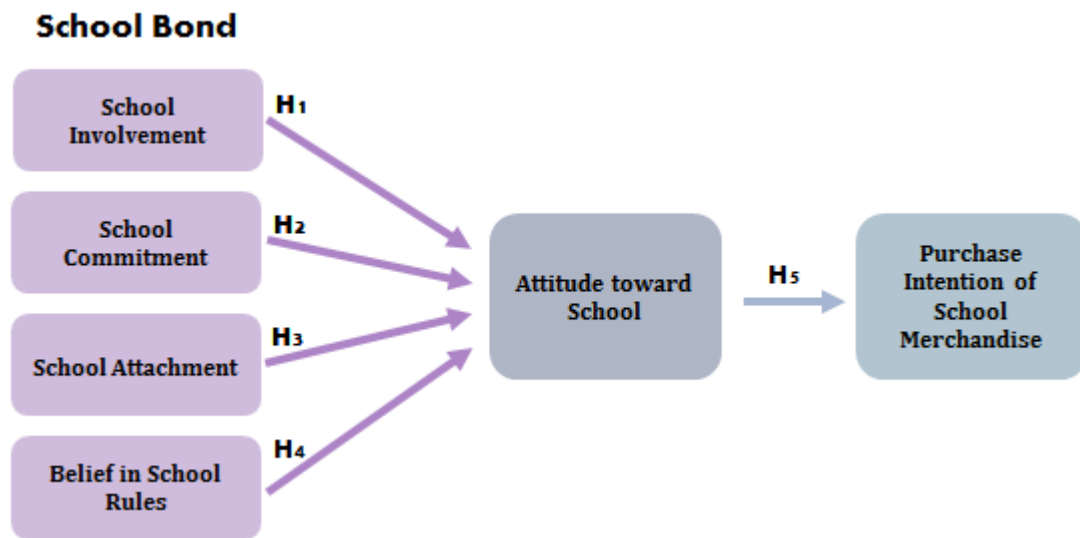 School Bond
School
Involvement
H1
School
Commitment
H2
School Attachment
H3
Belief in School
Rules
H4
Attitude toward
School
H5
Purchase
Intention of
School
Merchandise